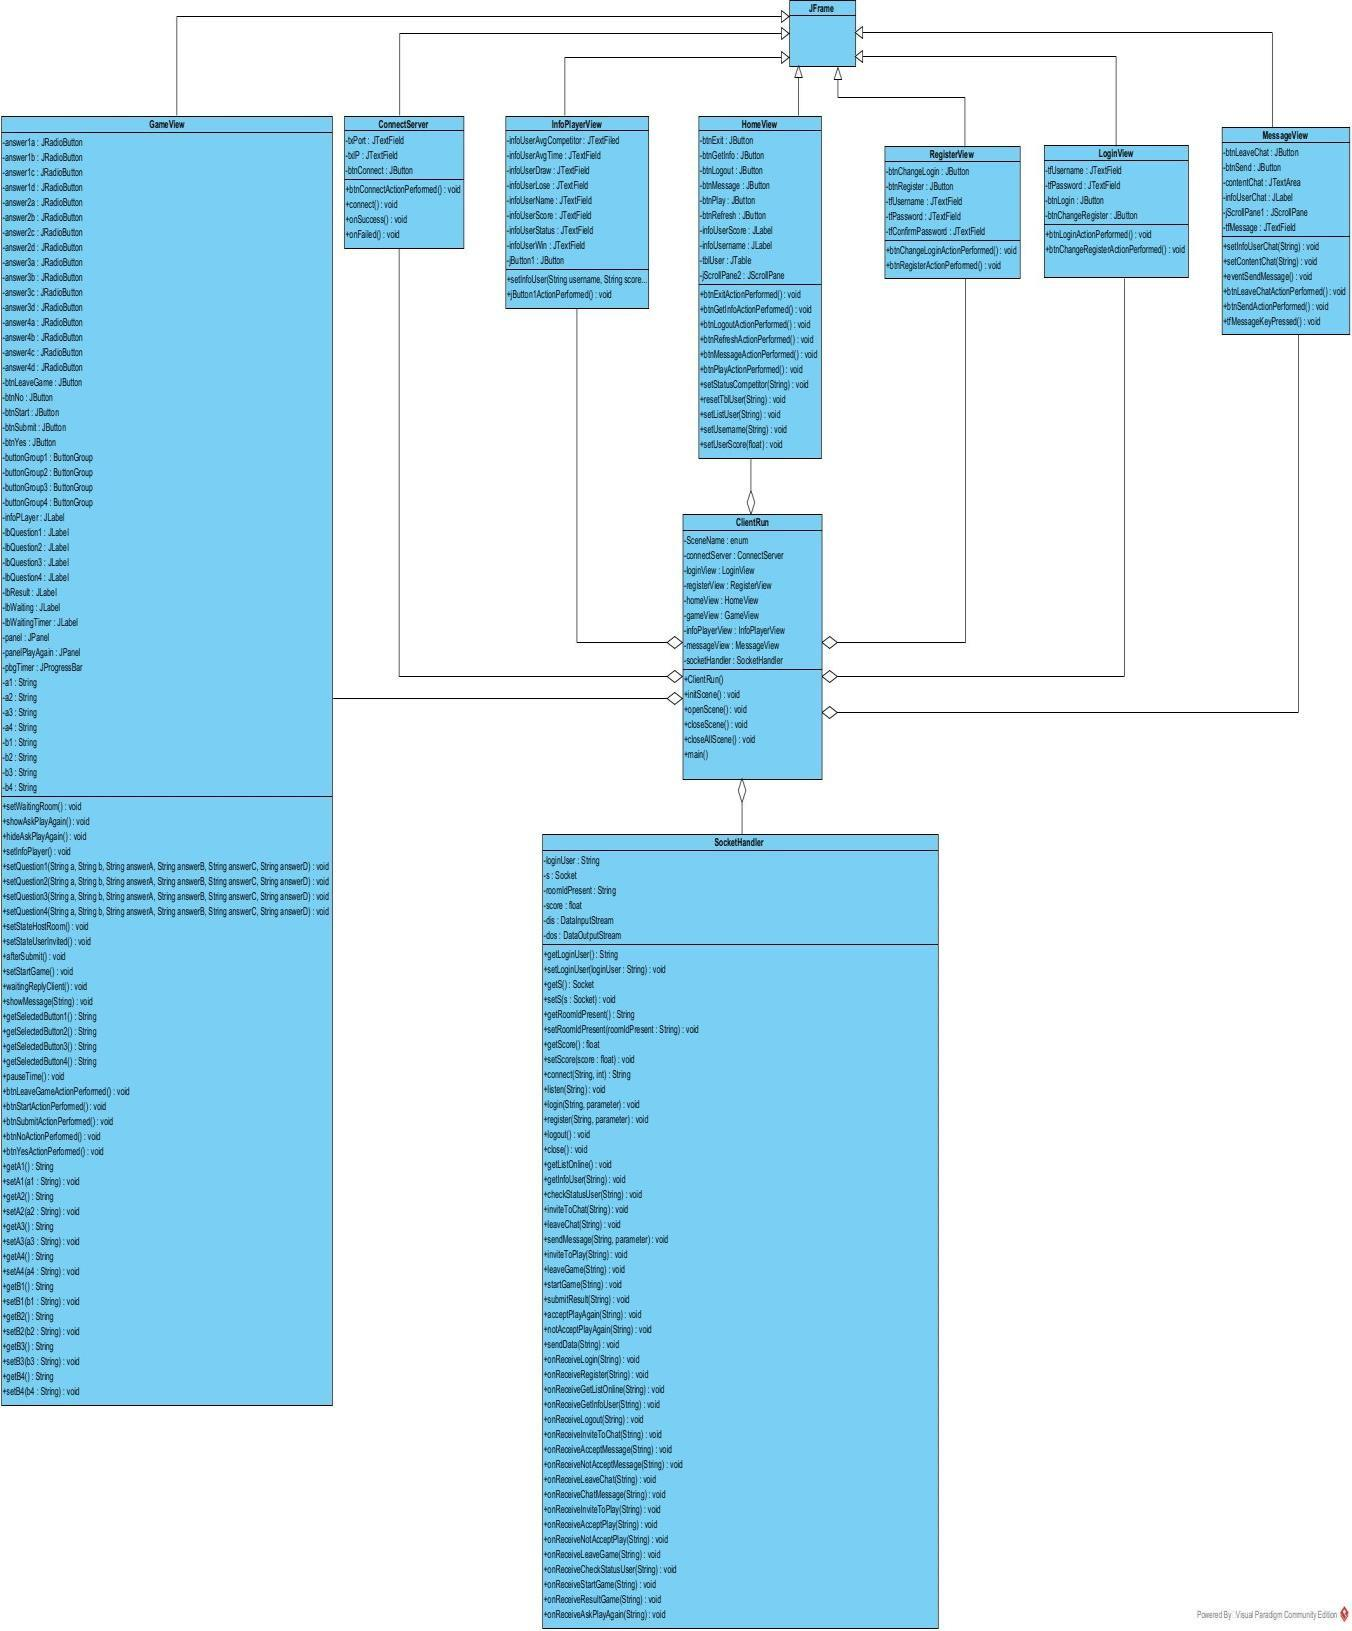 JFrame
GameView
-answer1a : JRadioButton
-answer1b : JRadioButton
-answer1c : JRadioButton
-answer1d : JRadioButton
-answer2a : JRadioButton
-answer2b : JRadioButton
-answer2c : JRadioButton
-answer2d : JRadioButton
-answer3a : JRadioButton
-answer3b : JRadioButton
-answer3c : JRadioButton
-answer3d : JRadioButton
-answer4a : JRadioButton
-answer4b : JRadioButton
-answer4c : JRadioButton
-answer4d : JRadioButton
-btnLeaveGame : JButton
-btnNo : JButton
-btnStart : JButton
-btnSubmit : JButton
-btnYes : JButton
-buttonGroup1 : ButtonGroup
-buttonGroup2 : ButtonGroup
-buttonGroup3 : ButtonGroup
-buttonGroup4 : ButtonGroup
-infoPLayer : JLabel
-lbQuestion1 : JLabel
-lbQuestion2 : JLabel
-lbQuestion3 : JLabel
-lbQuestion4 : JLabel
-lbResult : JLabel
-lbWaiting : JLabel
-lbWaitingTimer : JLabel
-panel : JPanel
-panelPlayAgain : JPanel
-pbgTimer : JProgressBar
-a1 : String
-a2 : String
-a3 : String
-a4 : String
-b1 : String
-b2 : String
-b3 : String
-b4 : String
+setWaitingRoom() : void
+showAskPlayAgain() : void
+hideAskPlayAgain() : void
+setInfoPlayer() : void
+setQuestion1(String a, String b, String answerA, String answerB, String answerC, String answerD) : void
+setQuestion2(String a, String b, String answerA, String answerB, String answerC, String answerD) : void
+setQuestion3(String a, String b, String answerA, String answerB, String answerC, String answerD) : void
+setQuestion4(String a, String b, String answerA, String answerB, String answerC, String answerD) : void
+setStateHostRoom() : void
+setStateUserInvited() : void
+afterSubmit() : void
+setStartGame() : void
+waitingReplyClient() : void
+showMessage(String) : void
+getSelectedButton1() : String
+getSelectedButton2() : String
+getSelectedButton3() : String
+getSelectedButton4() : String
+pauseTime() : void
+btnLeaveGameActionPerformed() : void
+btnStartActionPerformed() : void
+btnSubmitActionPerformed() : void
+btnNoActionPerformed() : void
+btnYesActionPerformed() : void
+getA1() : String
+setA1(a1 : String) : void
+getA2() : String
+setA2(a2 : String) : void
+getA3() : String
+setA3(a3 : String) : void
+getA4() : String
+setA4(a4 : String) : void
+getB1() : String
+setB1(b1 : String) : void
+getB2() : String
+setB2(b2 : String) : void
+getB3() : String
+setB3(b3 : String) : void
+getB4() : String
+setB4(b4 : String) : void
ConnectServer
-txPort : JTextField
-txIP : JTextField
-btnConnect : JButton
+btnConnectActionPerformed() : void
+connect() : void
+onSuccess() : void
+onFailed() : void
InfoPlayerView
-infoUserAvgCompetitor : JTextFiled
-infoUserAvgTime : JTextField
-infoUserDraw : JTextField
-infoUserLose : JTextField
-infoUserName : JTextField
-infoUserScore : JTextField
-infoUserStatus : JTextField
-infoUserWin : JTextField
-jButton1 : JButton
+setInfoUser(String username, String score...
+jButton1ActionPerformed() : void
HomeView
-btnExit : JButton
-btnGetInfo : JButton
-btnLogout : JButton
-btnMessage : JButton
-btnPlay : JButton
-btnRefresh : JButton
-infoUserScore : JLabel
-infoUsername : JLabel
-tblUser : JTable
-jScrollPane2 : JScrollPane
+btnExitActionPerformed() : void
+btnGetInfoActionPerformed() : void
+btnLogoutActionPerformed() : void
+btnRefreshActionPerformed() : void
+btnMessageActionPerformed() : void
+btnPlayActionPerformed() : void
+setStatusCompetitor(String) : void
+resetTblUser(String) : void
+setListUser(String) : void
+setUsername(String) : void
+setUserScore(float) : void
RegisterView
-btnChangeLogin : JButton
-btnRegister : JButton
-tfUsername : JTextField
-tfPassword : JTextField
-tfConfirmPassword : JTextField
+btnChangeLoginActionPerformed() : void
+btnRegisterActionPerformed() : void
LoginView
-tfUsername : JTextField
-tfPassword : JTextField
-btnLogin : JButton
-btnChangeRegister : JButton
+btnLoginActionPerformed() : void
+btnChangeRegisterActionPerformed() : void
MessageView
-btnLeaveChat : JButton
-btnSend : JButton
-contentChat : JTextArea
-infoUserChat : JLabel
-jScrollPane1 : JScrollPane
-tfMessage : JTextField
+setInfoUserChat(String) : void
+setContentChat(String) : void
+eventSendMessage() : void
+btnLeaveChatActionPerformed() : void
+btnSendActionPerformed() : void
+tfMessageKeyPressed() : void
ClientRun
-SceneName : enum
-connectServer : ConnectServer
-loginView : LoginView
-registerView : RegisterView
-homeView : HomeView
-gameView : GameView
-infoPlayerView : InfoPlayerView
-messageView : MessageView
-socketHandler : SocketHandler
+ClientRun()
+initScene() : void
+openScene() : void
+closeScene() : void
+closeAllScene() : void
+main()
SocketHandler
-loginUser : String
-s : Socket
-roomIdPresent : String
-score : float
-dis : DataInputStream
-dos : DataOutputStream
+getLoginUser() : String
+setLoginUser(loginUser : String) : void
+getS() : Socket
+setS(s : Socket) : void
+getRoomIdPresent() : String
+setRoomIdPresent(roomIdPresent : String) : void
+getScore() : float
+setScore(score : float) : void
+connect(String, int) : String
+listen(String) : void
+login(String, parameter) : void
+register(String, parameter) : void
+logout() : void
+close() : void
+getListOnline() : void
+getInfoUser(String) : void
+checkStatusUser(String) : void
+inviteToChat(String) : void
+leaveChat(String) : void
+sendMessage(String, parameter) : void
+inviteToPlay(String) : void
+leaveGame(String) : void
+startGame(String) : void
+submitResult(String) : void
+acceptPlayAgain(String) : void
+notAcceptPlayAgain(String) : void
+sendData(String) : void
+onReceiveLogin(String) : void
+onReceiveRegister(String) : void
+onReceiveGetListOnline(String) : void
+onReceiveGetInfoUser(String) : void
+onReceiveLogout(String) : void
+onReceiveInviteToChat(String) : void
+onReceiveAcceptMessage(String) : void
+onReceiveNotAcceptMessage(String) : void
+onReceiveLeaveChat(String) : void
+onReceiveChatMessage(String) : void
+onReceiveInviteToPlay(String) : void
+onReceiveAcceptPlay(String) : void
+onReceiveNotAcceptPlay(String) : void
+onReceiveLeaveGame(String) : void
+onReceiveCheckStatusUser(String) : void
+onReceiveStartGame(String) : void
+onReceiveResultGame(String) : void
+onReceiveAskPlayAgain(String) : void
Powered By Visual Paradigm Community Edition